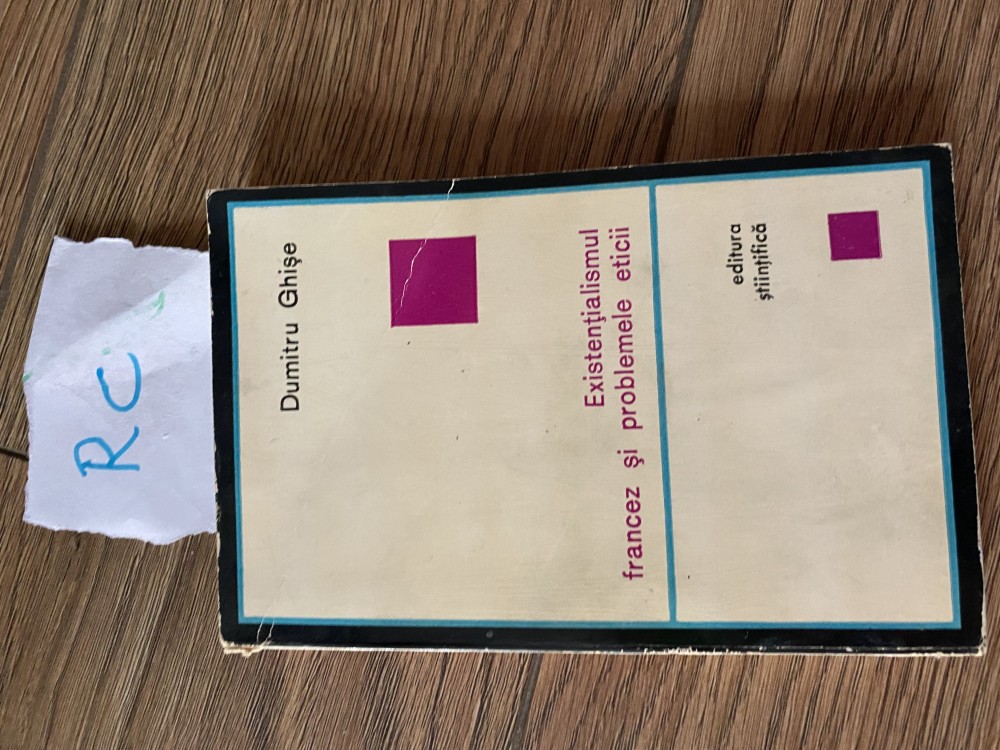 RC
Dumitru Ghişe
Existenţialismul
francez şi problemele eticii
editura
ştiinţifică